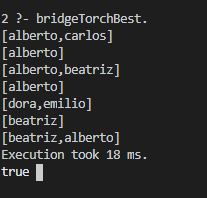 2 ?- bridgeTorchBest.
[alberto,carlos]
[alberto]
[alberto,beatriz]
[alberto]
[dora,emilio]
[beatriz]
[beatriz,alberto]
Execution took 18 ms.
true